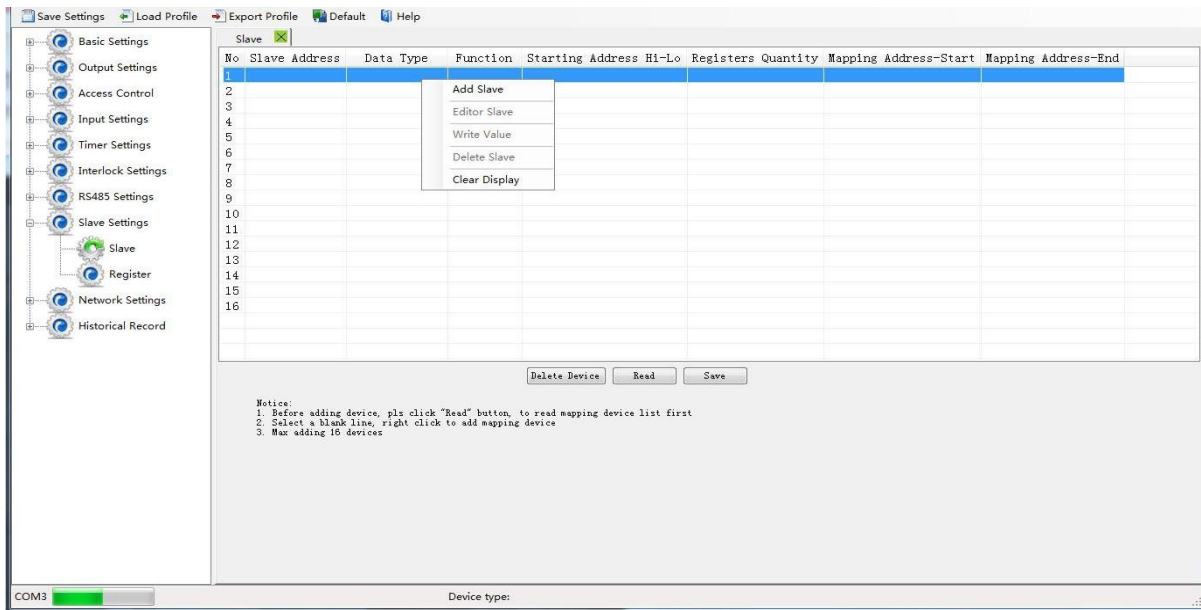 Save Settings Load Profile Export Profile Default Help
Basic Settings
Output Settings
Access Control
Input Settings
Timer Settings
Interlock Settings
RS485 Settings
Slave Settings
Slave
Register
Network Settings
Historical Record
Slave
No Slave Address Data Type Function Starting Address Hi-Lo Registers Quantity Mapping Address-Start Mapping Address-End
1
2
3
4
5
6
7
8
9
10
11
12
13
14
15
16
Add Slave
Editor Slave
Write Value
Delete Slave
Clear Display
Delete Device Read Save
Notice:
1. Before adding device, pls click "Read" button, to read mapping device list first
2. Select a blank line, right click to add mapping device
3. Max adding 16 devices
COM3 Device type: